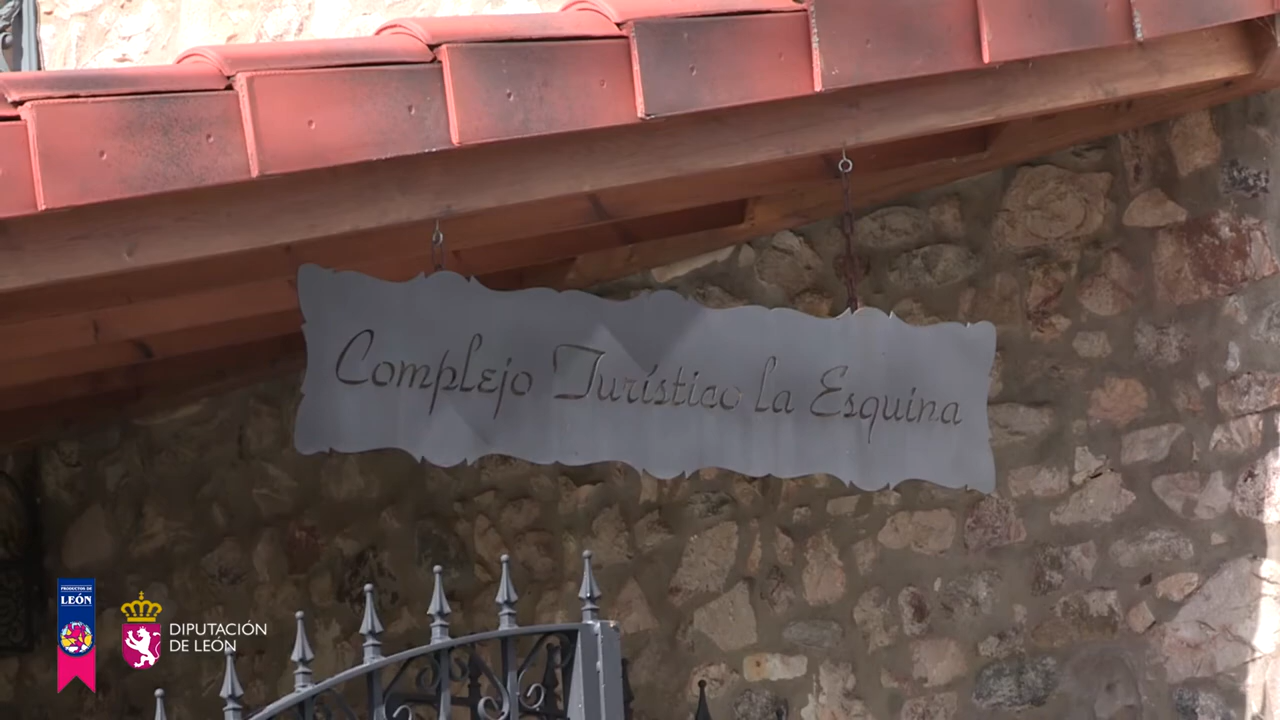 Complejo Turístico la Esquina
PRODUCTOS DE
LEÓN
DIPUTACIÓN
DE LEÓN